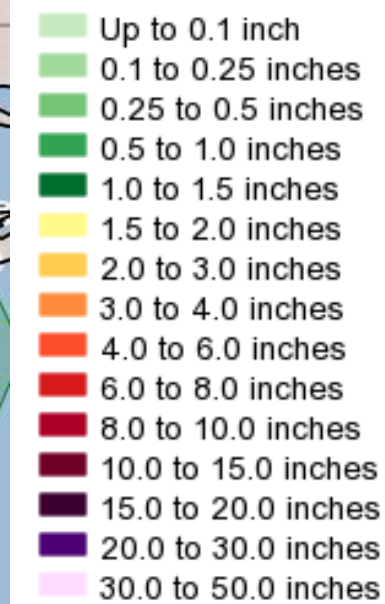 Up to 0.1 inch
0.1 to 0.25 inches
0.25 to 0.5 inches
0.5 to 1.0 inches
1.0 to 1.5 inches
1.5 to 2.0 inches
2.0 to 3.0 inches
3.0 to 4.0 inches
4.0 to 6.0 inches
6.0 to 8.0 inches
8.0 to 10.0 inches
10.0 to 15.0 inches
15.0 to 20.0 inches
20.0 to 30.0 inches
30.0 to 50.0 inches